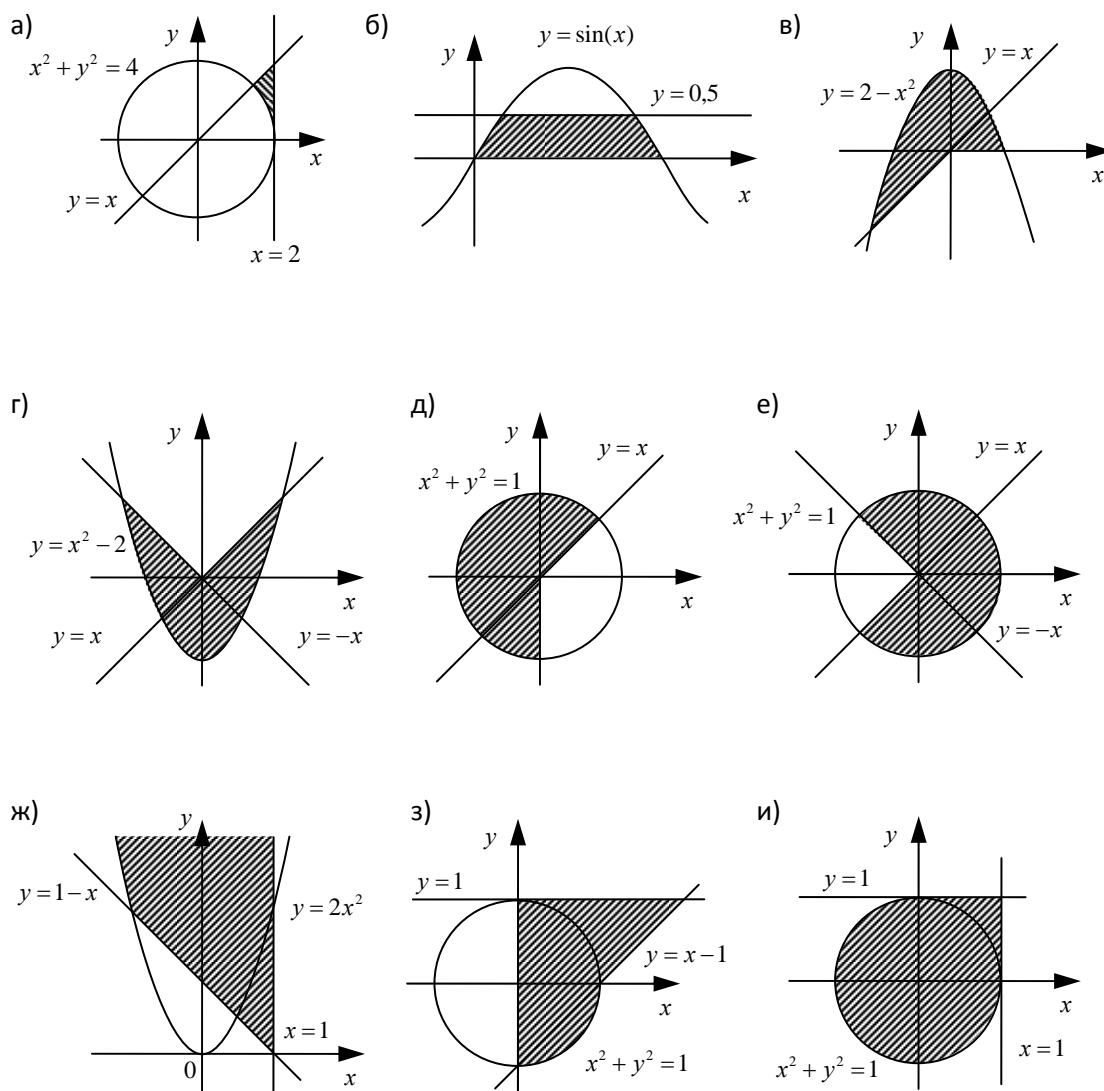 а)
y
x² + y² = 4
x
y = x
x = 2
б)
y = sin(x)
y
y = 0,5
x
в)
y
y = x
y = 2 − x²
x
г)
y
y = x² − 2
x
y = x
y = −x
д)
y
y = x
x² + y² = 1
x
е)
y
y = x
x² + y² = 1
x
y = −x
ж)
y
y = 1 − x
y = 2x²
x = 1
0
x
з)
y
y = 1
y = x − 1
x
x² + y² = 1
и)
y
y = 1
x
x² + y² = 1
x = 1